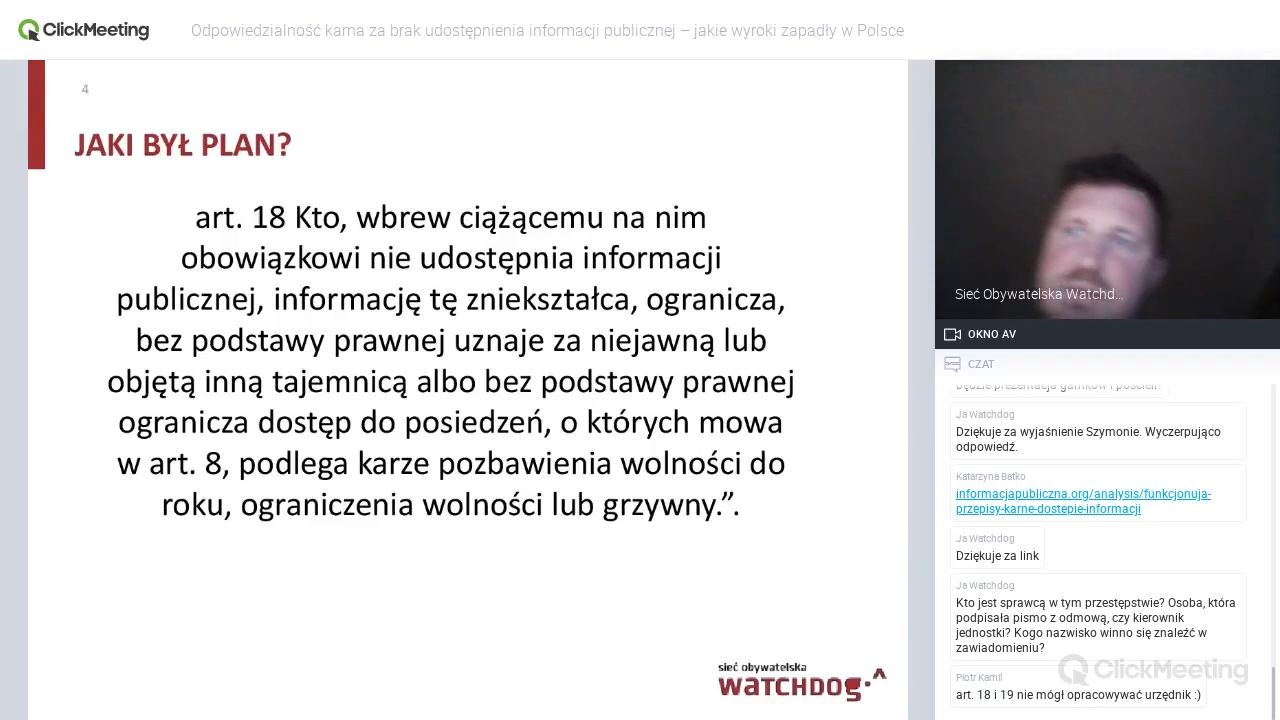 ClickMeeting
Odpowiedzialność karna za brak udostępnienia informacji publicznej – jakie wyroki zapadły w Polsce
4
JAKI BYŁ PLAN?
art. 18 Kto, wbrew ciążącemu na nim
obowiązkowi nie udostępnia informacji
publicznej, informację tę zniekształca, ogranicza,
bez podstawy prawnej uznaje za niejawną lub
objętą inną tajemnicą albo bez podstawy prawnej
ogranicza dostęp do posiedzeń, o których mowa
w art. 8, podlega karze pozbawienia wolności do
roku, ograniczenia wolności lub grzywny.”.
sieć obywatelska
WATCHDOG
Sieć Obywatelska Watchd...
OKNO AV
CZAT
będzie prezentacja garnków i pościeli?
Ja Watchdog
Dziękuje za wyjaśnienie Szymonie. Wyczerpująco
odpowiedź.
Katarzyna Batko
informacjapubliczna.org/analysis/funkcjonuja-
przepisy-karne-dostepie-informacji
Ja Watchdog
Dziękuje za link
Ja Watchdog
Kto jest sprawcą w tym przestępstwie? Osoba, która
podpisała pismo z odmową, czy kierownik
jednostki? Kogo nazwisko winno się znaleźć w
zawiadomieniu?
ClickMeeting
Piotr Kamil
art. 18 i 19 nie mógł opracowywać urzędnik :)